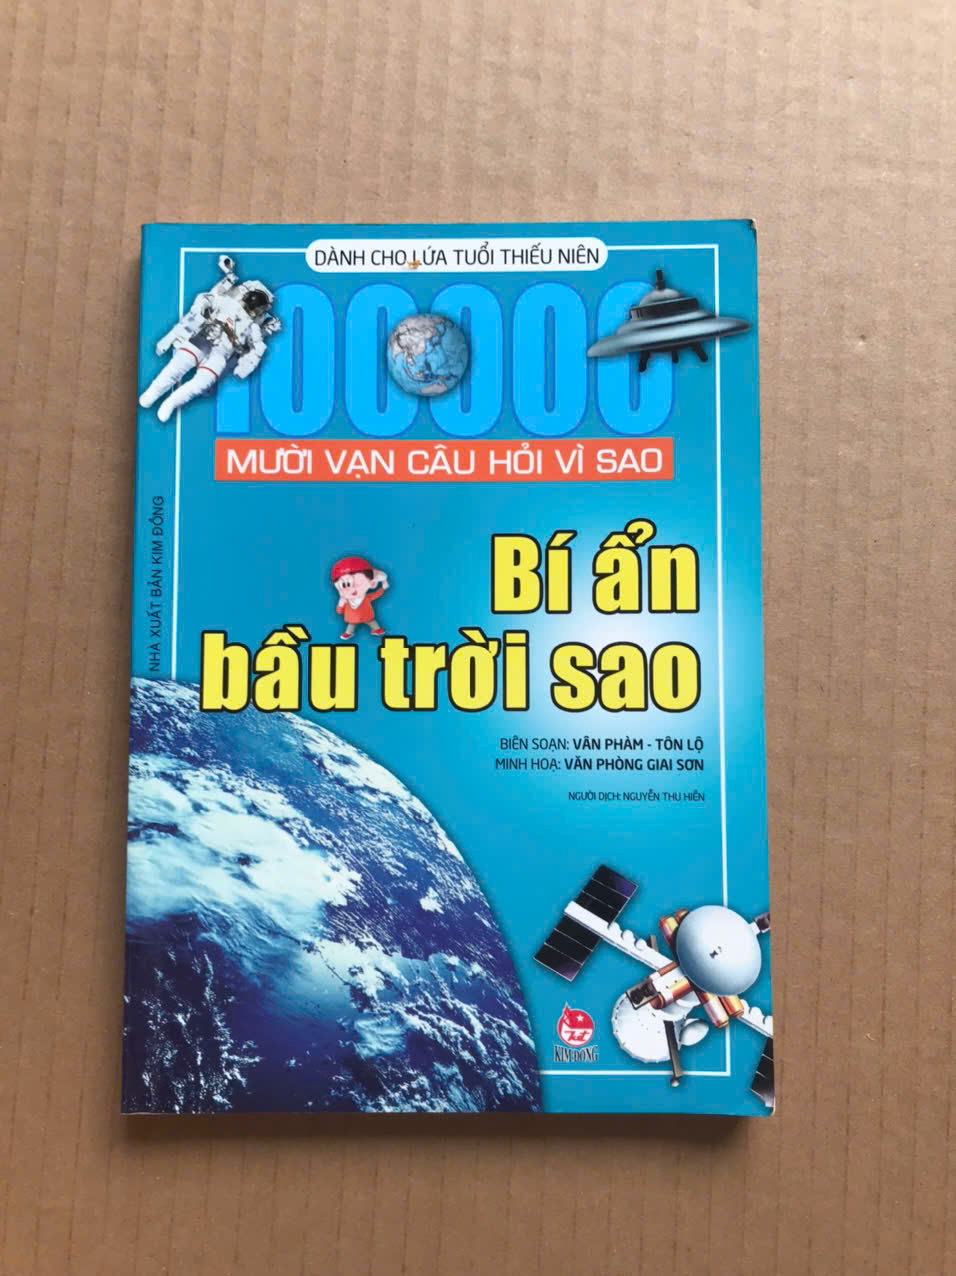 DÀNH CHO LỨA TUỔI THIẾU NIÊN
100000
MƯỜI VẠN CÂU HỎI VÌ SAO
NHÀ XUẤT BẢN KIM ĐỒNG
Bí ẩn
bầu trời sao
BIÊN SOẠN: VÂN PHÀM - TÔN LỘ
MINH HOẠ: VĂN PHÒNG GIAI SƠN
NGƯỜI DỊCH: NGUYỄN THU HIỀN
KIM ĐỒNG